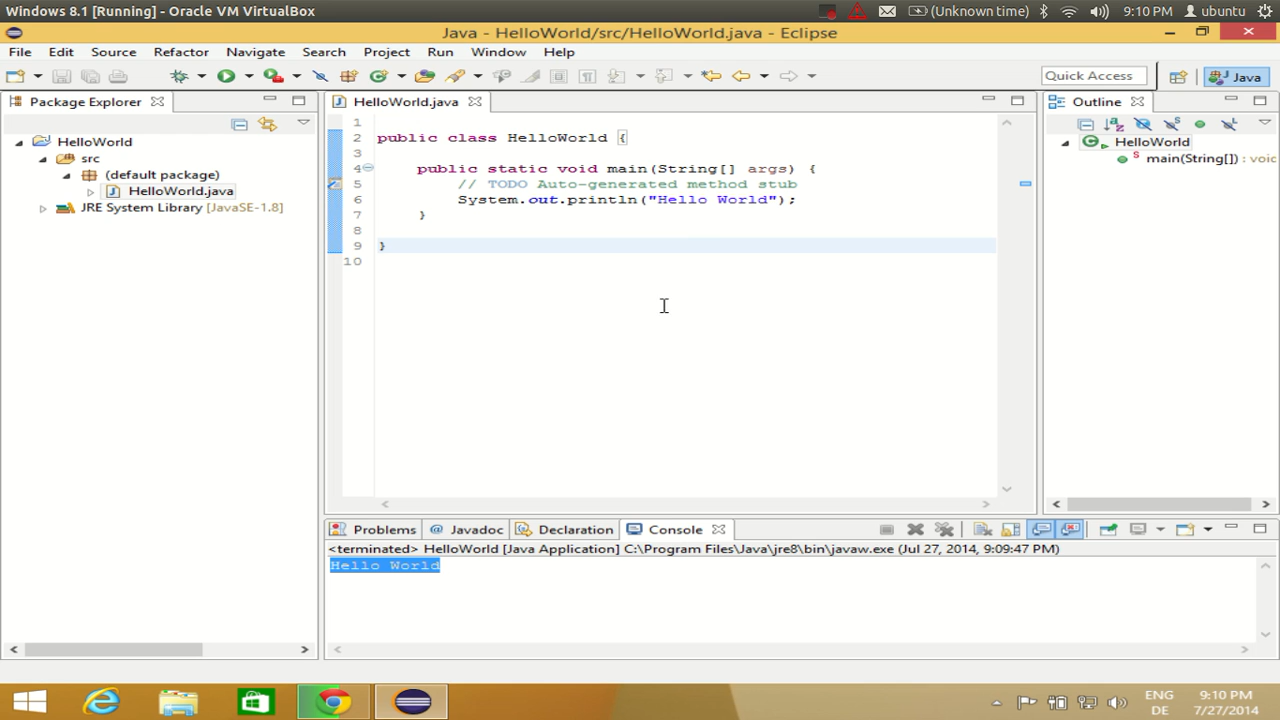 Windows 8.1 [Running] - Oracle VM VirtualBox
(Unknown time) 9:10 PM ubuntu
Java - HelloWorld/src/HelloWorld.java - Eclipse
File Edit Source Refactor Navigate Search Project Run Window Help
Quick Access Java
Package Explorer
HelloWorld
src
(default package)
HelloWorld.java
JRE System Library [JavaSE-1.8]
HelloWorld.java
1
2 public class HelloWorld {
3
4 public static void main(String[] args) {
5 // TODO Auto-generated method stub
6 System.out.println("Hello World");
7 }
8
9 }
10
Outline
HelloWorld
main(String[]) : voic
Problems @ Javadoc Declaration Console
<terminated> HelloWorld [Java Application] C:\Program Files\Java\jre8\bin\javaw.exe (Jul 27, 2014, 9:09:47 PM)
Hello World
ENG 9:10 PM
DE 7/27/2014